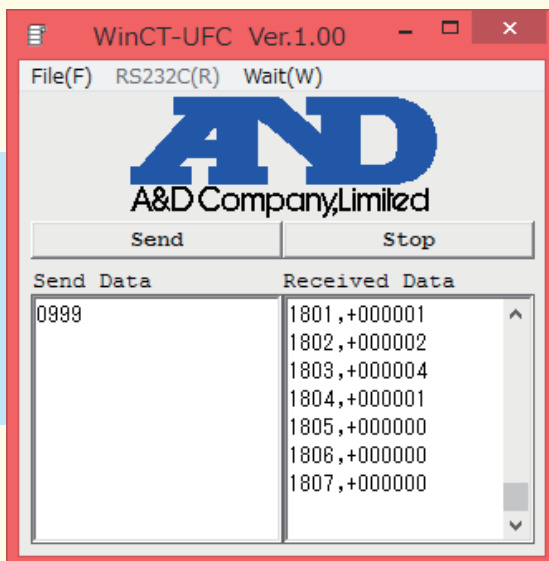 WinCT-UFC Ver.1.00
File(F) RS232C(R) Wait(W)
AND
A&D Company,Limited
Send Stop
Send Data Received Data
0999
1801,+000001
1802,+000002
1803,+000004
1804,+000001
1805,+000000
1806,+000000
1807,+000000